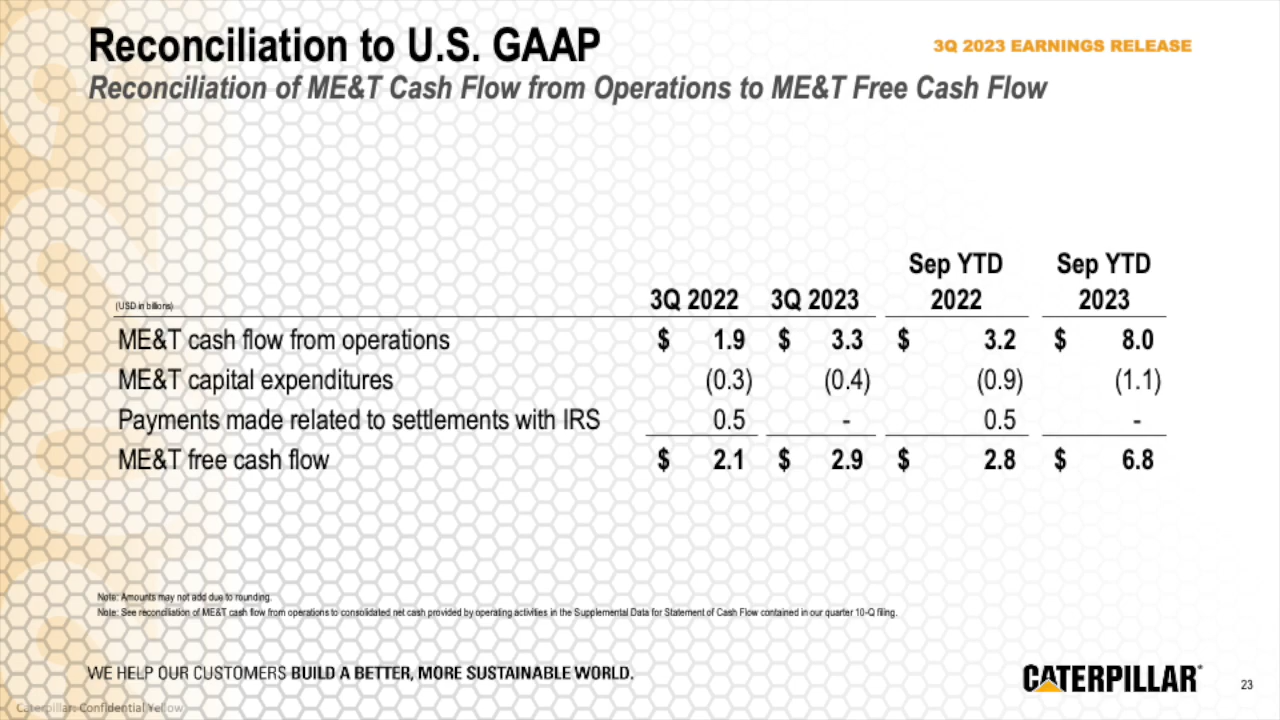 Reconciliation to U.S. GAAP
3Q 2023 EARNINGS RELEASE
Reconciliation of ME&T Cash Flow from Operations to ME&T Free Cash Flow
(USD in billions) 3Q 2022 3Q 2023 Sep YTD 2022 Sep YTD 2023
ME&T cash flow from operations $ 1.9 $ 3.3 $ 3.2 $ 8.0
ME&T capital expenditures (0.3) (0.4) (0.9) (1.1)
Payments made related to settlements with IRS 0.5 - 0.5 -
ME&T free cash flow $ 2.1 $ 2.9 $ 2.8 $ 6.8
Note: Amounts may not add due to rounding.
Note: See reconciliation of ME&T cash flow from operations to consolidated net cash provided by operating activities in the Supplemental Data for Statement of Cash Flow contained in our quarter 10-Q filing.
WE HELP OUR CUSTOMERS BUILD A BETTER, MORE SUSTAINABLE WORLD.
CATERPILLAR®
23
Caterpillar: Confidential Yellow